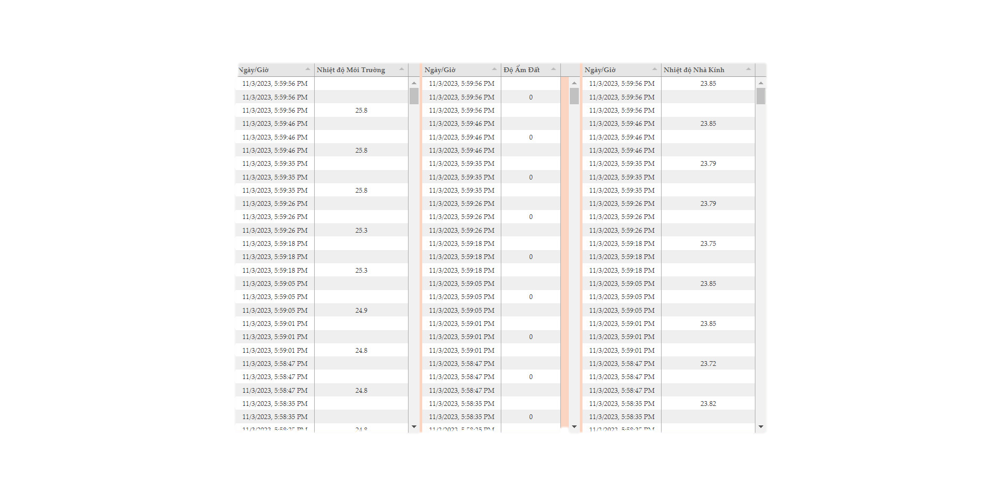 Ngày/Giờ Nhiệt độ Môi Trường Ngày/Giờ Độ Ẩm Đất Ngày/Giờ Nhiệt độ Nhà Kính
11/3/2023, 5:59:56 PM 11/3/2023, 5:59:56 PM 11/3/2023, 5:59:56 PM 23.85
11/3/2023, 5:59:56 PM 11/3/2023, 5:59:56 PM 0 11/3/2023, 5:59:56 PM
11/3/2023, 5:59:56 PM 25.8 11/3/2023, 5:59:56 PM 11/3/2023, 5:59:56 PM
11/3/2023, 5:59:46 PM 11/3/2023, 5:59:46 PM 11/3/2023, 5:59:46 PM 23.85
11/3/2023, 5:59:46 PM 11/3/2023, 5:59:46 PM 0 11/3/2023, 5:59:46 PM
11/3/2023, 5:59:46 PM 25.8 11/3/2023, 5:59:46 PM 11/3/2023, 5:59:46 PM
11/3/2023, 5:59:35 PM 11/3/2023, 5:59:35 PM 11/3/2023, 5:59:35 PM 23.79
11/3/2023, 5:59:35 PM 11/3/2023, 5:59:35 PM 0 11/3/2023, 5:59:35 PM
11/3/2023, 5:59:35 PM 25.8 11/3/2023, 5:59:35 PM 11/3/2023, 5:59:35 PM
11/3/2023, 5:59:26 PM 11/3/2023, 5:59:26 PM 11/3/2023, 5:59:26 PM 23.79
11/3/2023, 5:59:26 PM 11/3/2023, 5:59:26 PM 0 11/3/2023, 5:59:26 PM
11/3/2023, 5:59:26 PM 25.3 11/3/2023, 5:59:26 PM 11/3/2023, 5:59:26 PM
11/3/2023, 5:59:18 PM 11/3/2023, 5:59:18 PM 11/3/2023, 5:59:18 PM 23.75
11/3/2023, 5:59:18 PM 11/3/2023, 5:59:18 PM 0 11/3/2023, 5:59:18 PM
11/3/2023, 5:59:18 PM 25.3 11/3/2023, 5:59:18 PM 11/3/2023, 5:59:18 PM
11/3/2023, 5:59:05 PM 11/3/2023, 5:59:05 PM 11/3/2023, 5:59:05 PM 23.85
11/3/2023, 5:59:05 PM 11/3/2023, 5:59:05 PM 0 11/3/2023, 5:59:05 PM
11/3/2023, 5:59:05 PM 24.9 11/3/2023, 5:59:05 PM 11/3/2023, 5:59:05 PM
11/3/2023, 5:59:01 PM 11/3/2023, 5:59:01 PM 11/3/2023, 5:59:01 PM 23.85
11/3/2023, 5:59:01 PM 11/3/2023, 5:59:01 PM 0 11/3/2023, 5:59:01 PM
11/3/2023, 5:59:01 PM 24.8 11/3/2023, 5:59:01 PM 11/3/2023, 5:59:01 PM
11/3/2023, 5:58:47 PM 11/3/2023, 5:58:47 PM 11/3/2023, 5:58:47 PM 23.72
11/3/2023, 5:58:47 PM 11/3/2023, 5:58:47 PM 0 11/3/2023, 5:58:47 PM
11/3/2023, 5:58:47 PM 24.8 11/3/2023, 5:58:47 PM 11/3/2023, 5:58:47 PM
11/3/2023, 5:58:35 PM 11/3/2023, 5:58:35 PM 11/3/2023, 5:58:35 PM 23.82
11/3/2023, 5:58:35 PM 11/3/2023, 5:58:35 PM 0 11/3/2023, 5:58:35 PM
11/3/2023, 5:58:35 PM 24.8 11/3/2023, 5:58:35 PM 11/3/2023, 5:58:35 PM